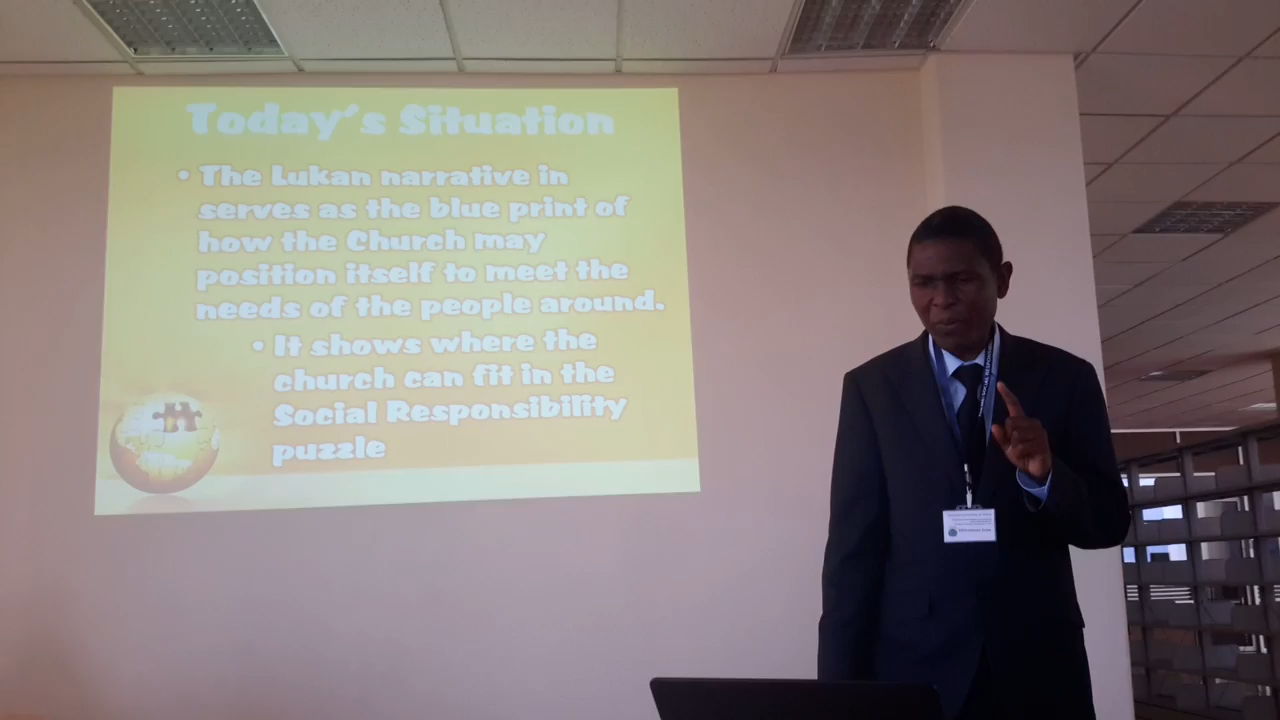 Today's Situation
• The Lukan narrative in
serves as the blue print of
how the Church may
position itself to meet the
needs of the people around.
• It shows where the
church can fit in the
Social Responsibility
puzzle
SOCIAL RESPONSIBILITY